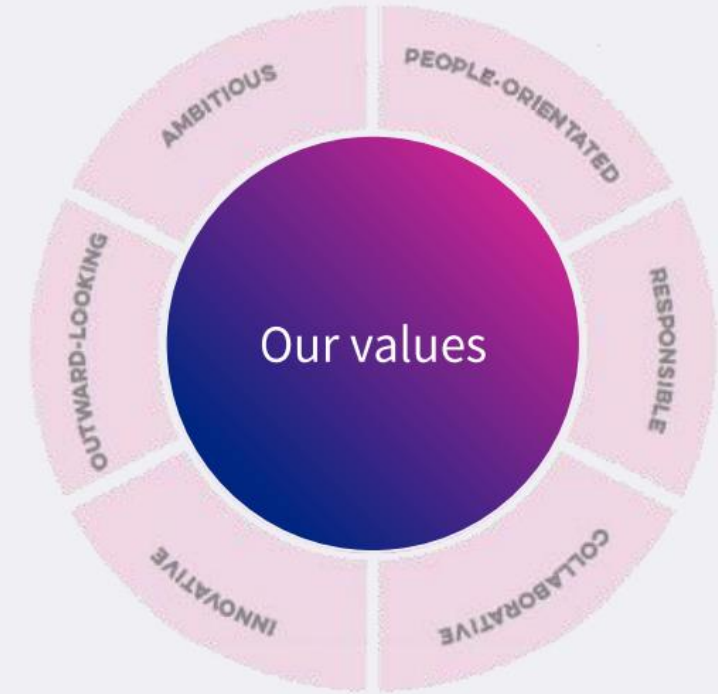 AMBITIOUS
PEOPLE-ORIENTATED
OUTWARD-LOOKING
Our values
RESPONSIBLE
INNOVATIVE
COLLABORATIVE